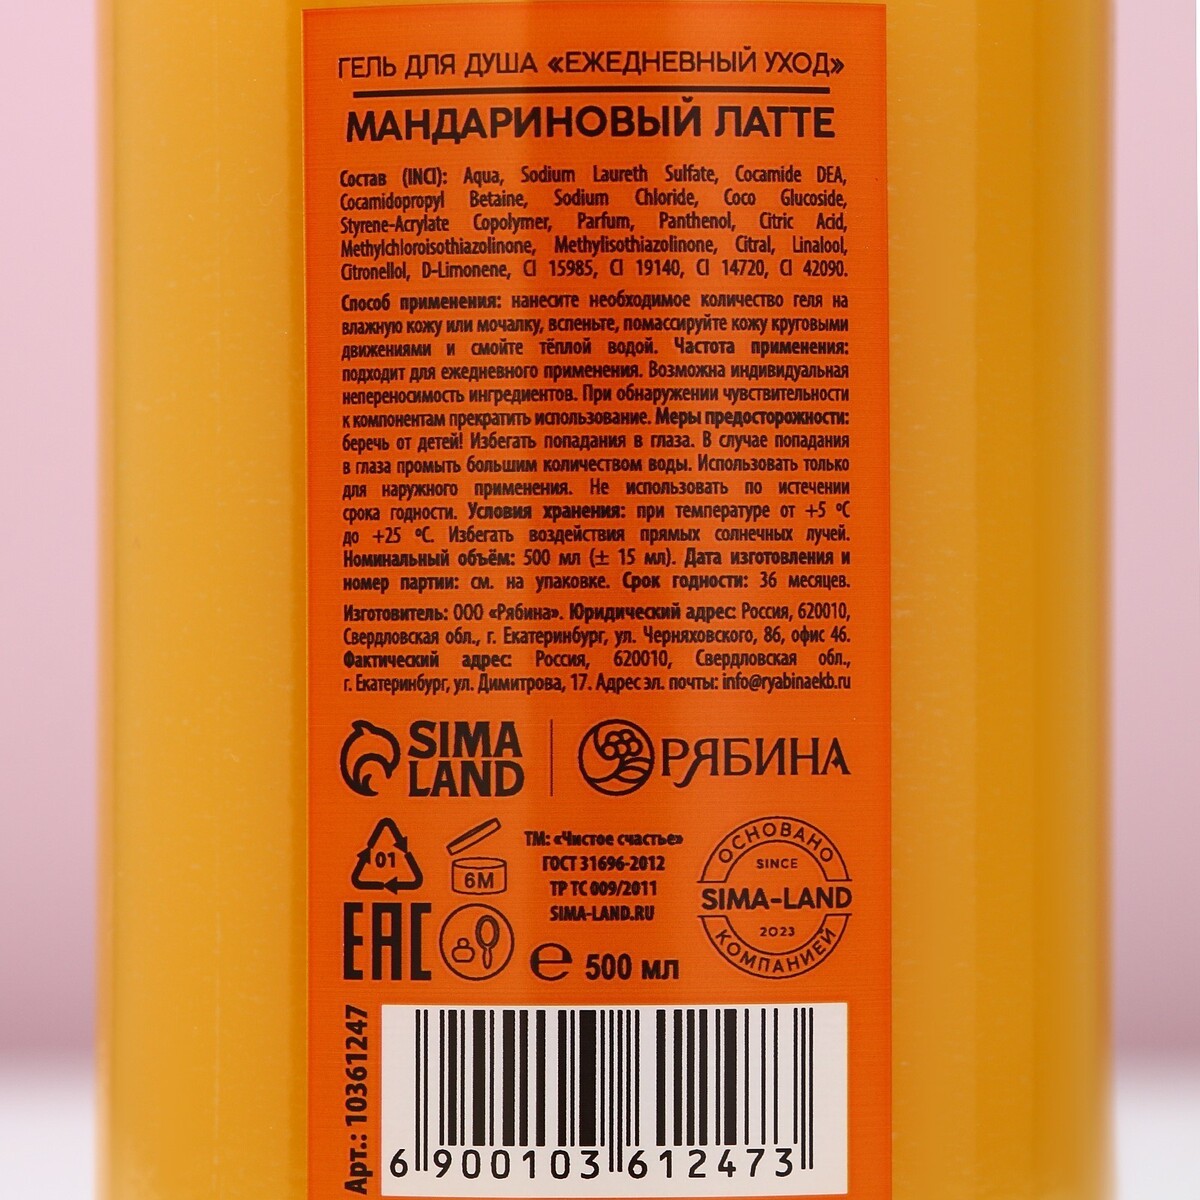 ГЕЛЬ ДЛЯ ДУША «ЕЖЕДНЕВНЫЙ УХОД»
МАНДАРИНОВЫЙ ЛАТТЕ
Состав (INCI): Aqua, Sodium Laureth Sulfate, Cocamide DEA,
Cocamidopropyl Betaine, Sodium Chloride, Coco Glucoside,
Styrene-Acrylate Copolymer, Parfum, Panthenol, Citric Acid,
Methylchloroisothiazolinone, Methylisothiazolinone, Citral, Linalool,
Citronellol, D-Limonene, CI 15985, CI 19140, CI 14720, CI 42090.
Способ применения: нанесите необходимое количество геля на
влажную кожу или мочалку, вспеньте, помассируйте кожу круговыми
движениями и смойте тёплой водой. Частота применения:
подходит для ежедневного применения. Возможна индивидуальная
непереносимость ингредиентов. При обнаружении чувствительности
к компонентам прекратить использование. Меры предосторожности:
беречь от детей! Избегать попадания в глаза. В случае попадания
в глаза промыть большим количеством воды. Использовать только
для наружного применения. Не использовать по истечении
срока годности. Условия хранения: при температуре от +5 °С
до +25 °С. Избегать воздействия прямых солнечных лучей.
Номинальный объём: 500 мл (± 15 мл). Дата изготовления и
номер партии: см. на упаковке. Срок годности: 36 месяцев.
Изготовитель: ООО «Рябина». Юридический адрес: Россия, 620010,
Свердловская обл., г. Екатеринбург, ул. Черняховского, 86, офис 46.
Фактический адрес: Россия, 620010, Свердловская обл.,
г. Екатеринбург, ул. Димитрова, 17. Адрес эл. почты: info@ryabinaekb.ru
SIMA
LAND
РЯБИНА
01
6М
ТМ: «Чистое счастье»
ГОСТ 31696-2012
ТР ТС 009/2011
SIMA-LAND.RU
ЕАС
℮ 500 мл
ОСНОВАНО
SINCE
SIMA-LAND
2023
КОМПАНИЕЙ
Арт.: 10361247
6 900103 612473